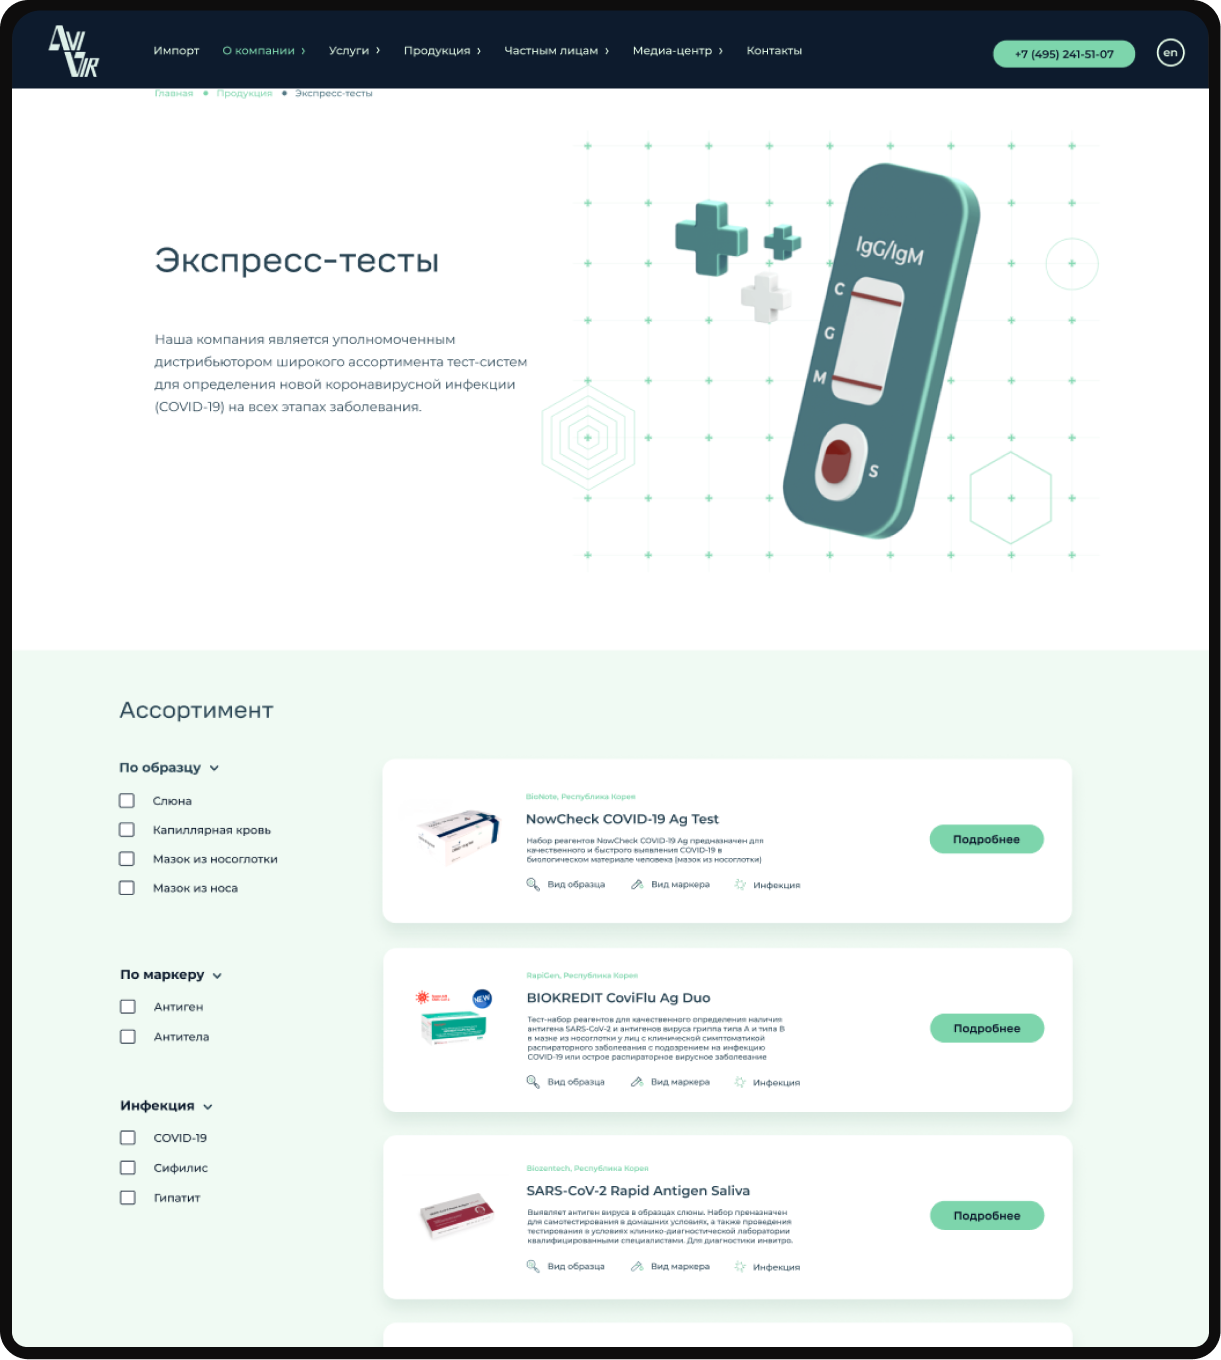 AVI VIR
Импорт О компании Услуги Продукция Частным лицам Медиа-центр Контакты +7 (495) 241-51-07 en
Главная Продукция Экспресс-тесты
Экспресс-тесты
Наша компания является уполномоченным
дистрибьютором широкого ассортимента тест-систем
для определения новой коронавирусной инфекции
(COVID-19) на всех этапах заболевания.
IgG/IgM
C
G
M
S
Ассортимент
По образцу
Слюна
Капиллярная кровь
Мазок из носоглотки
Мазок из носа
По маркеру
Антиген
Антитела
Инфекция
COVID-19
Сифилис
Гипатит
BioNote, Республика Корея
NowCheck COVID-19 Ag Test
Набор реагентов NowCheck COVID-19 Ag предназначен для
качественного и быстрого выявления COVID-19 в
биологическом материале человека (мазок из носоглотки)
Вид образца Вид маркера Инфекция
Подробнее
NEW
RapiGen, Республика Корея
BIOKREDIT CoviFlu Ag Duo
Тест-набор реагентов для качественного определения наличия
антигена SARS-CoV-2 и антигенов вируса гриппа типа А и типа В
в мазке из носоглотки у лиц с клинической симптоматикой
распираторного заболевания с подозрением на инфекцию
COVID-19 или острое распираторное вирусное заболевание
Вид образца Вид маркера Инфекция
Подробнее
Biozentech, Республика Корея
SARS-CoV-2 Rapid Antigen Saliva
Выявляет антиген вируса в образцах слюны. Набор преназначен
для самотестирования в домашних условиях, а также проведения
тестирования в условиях клинико-диагностической лаборатории
квалифицированными специалистами. Для диагностики инвитро.
Вид образца Вид маркера Инфекция
Подробнее